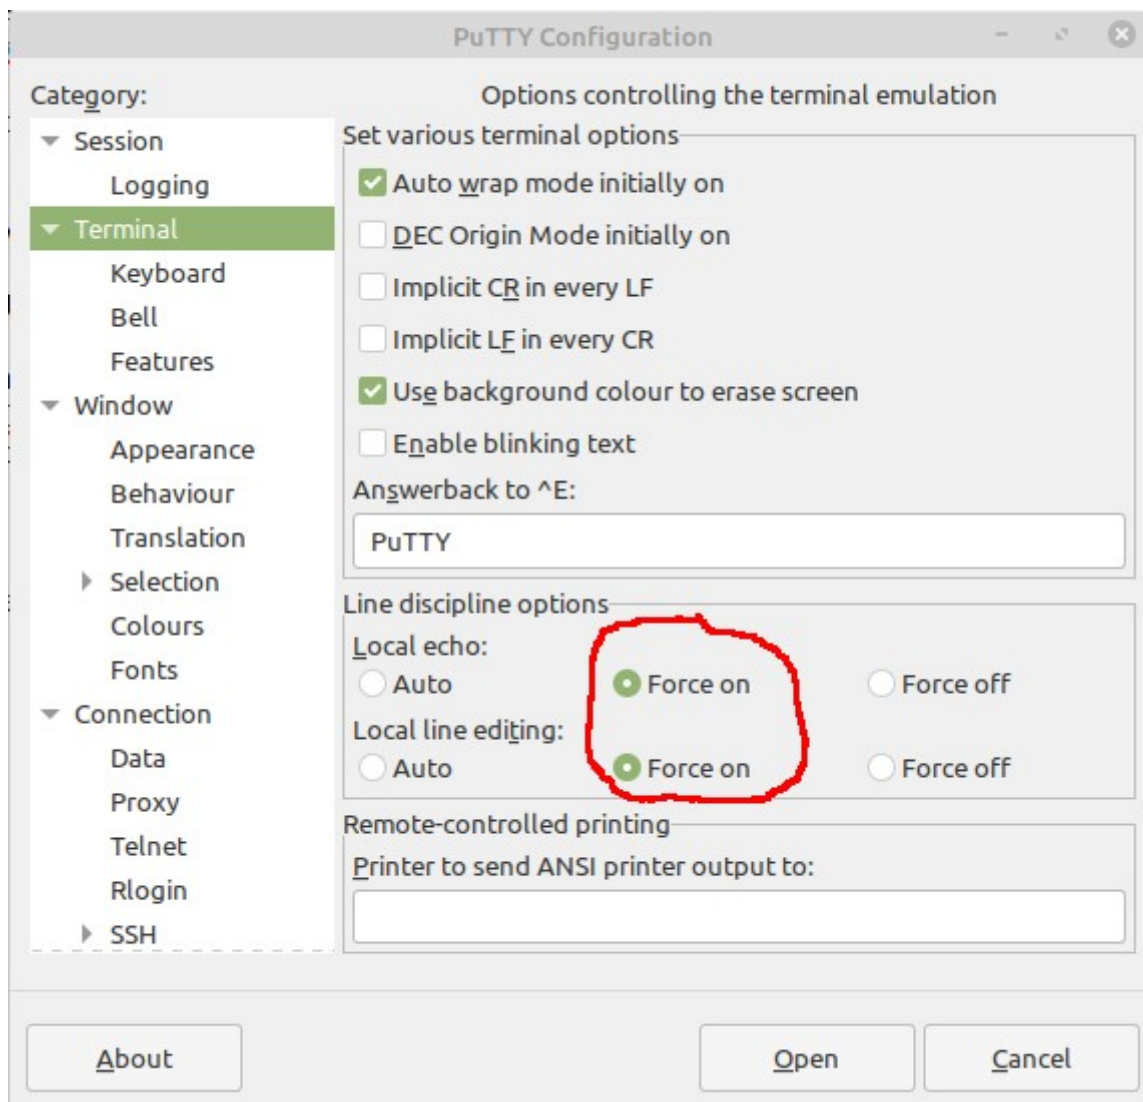 PuTTY Configuration
Category:
Session
Logging
Terminal
Keyboard
Bell
Features
Window
Appearance
Behaviour
Translation
Selection
Colours
Fonts
Connection
Data
Proxy
Telnet
Rlogin
SSH
Options controlling the terminal emulation
Set various terminal options
Auto wrap mode initially on
DEC Origin Mode initially on
Implicit CR in every LF
Implicit LF in every CR
Use background colour to erase screen
Enable blinking text
Answerback to ^E:
PuTTY
Line discipline options
Local echo:
Auto Force on Force off
Local line editing:
Auto Force on Force off
Remote-controlled printing
Printer to send ANSI printer output to:
About Open Cancel